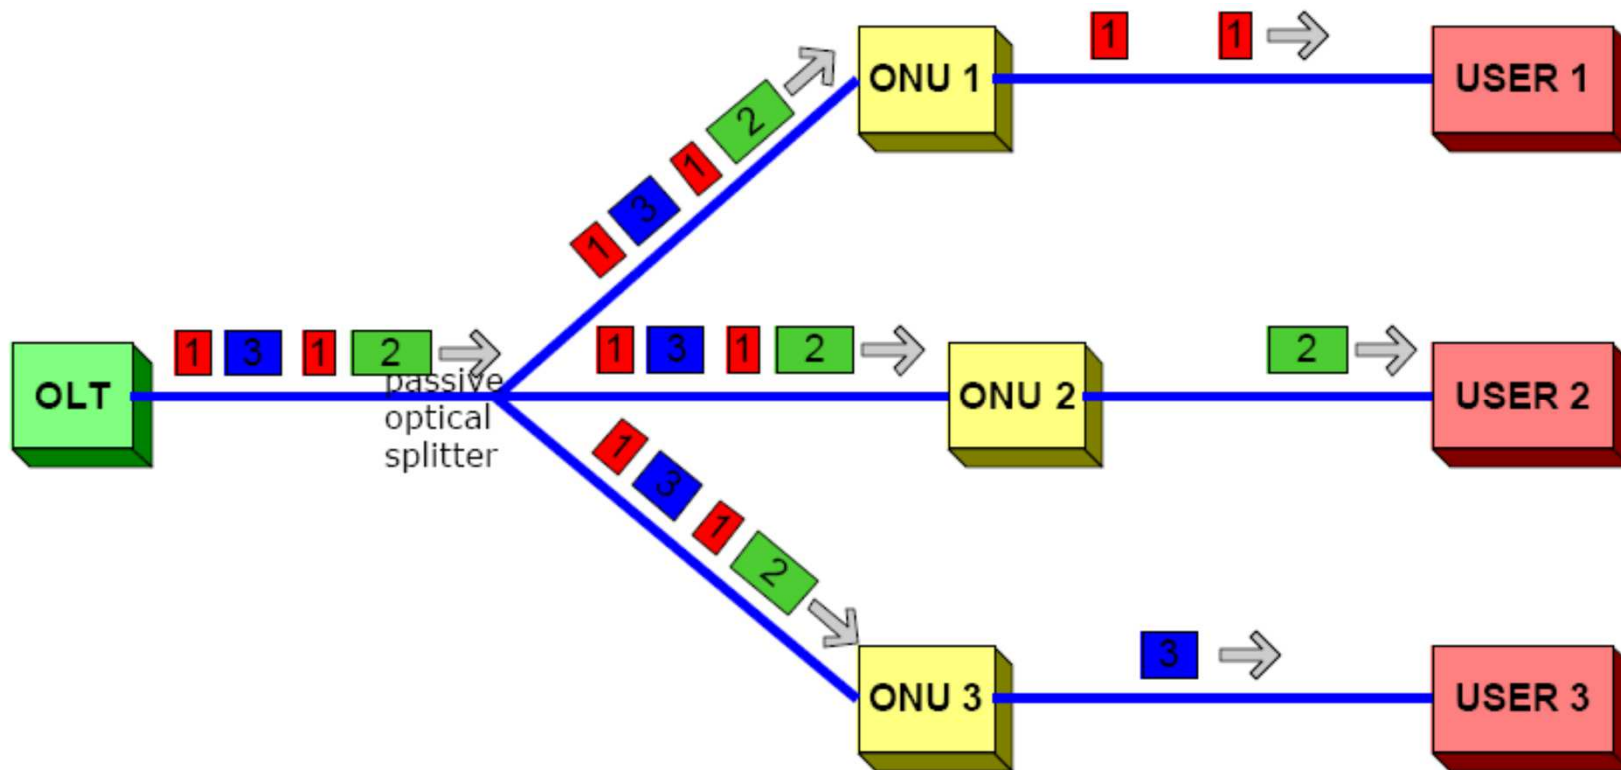 1 1
ONU 1
USER 1
1 3 1 2
OLT
1 3 1 2
passive
optical
splitter
1 3 1 2
ONU 2
2
USER 2
1 3 1 2
ONU 3
3
USER 3